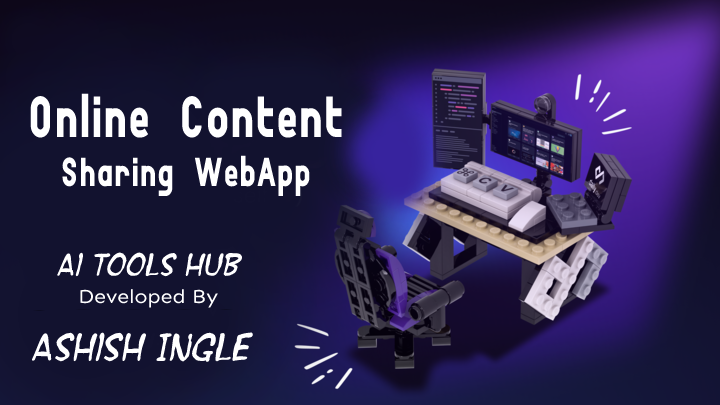 Online Content
Sharing WebApp
AI TOOLS HUB
Developed By
ASHISH INGLE
⌘ C V